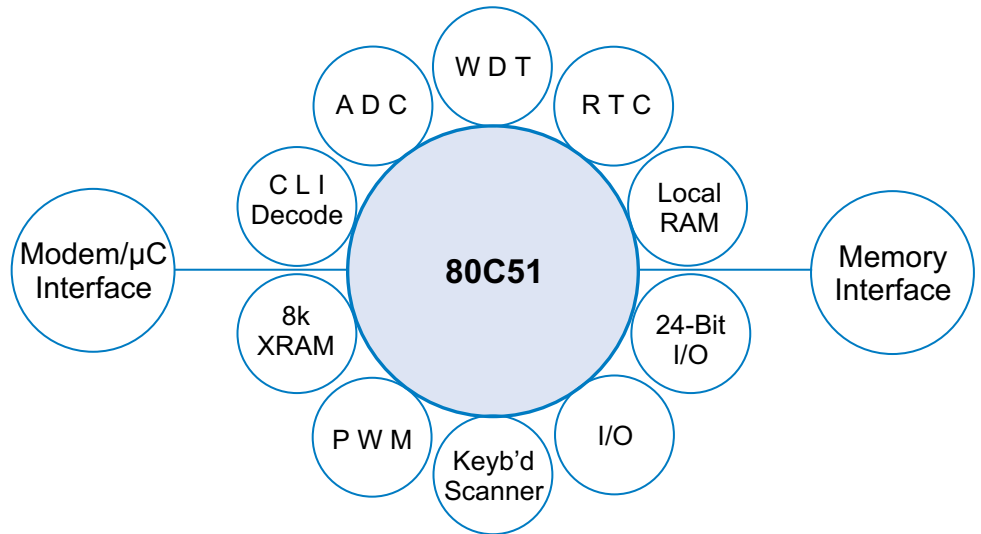 W D T
A D C
R T C
C L I
Decode
Local
RAM
Modem/µC
Interface
80C51
Memory
Interface
8k
XRAM
24-Bit
I/O
P W M
Keyb’d
Scanner
I/O